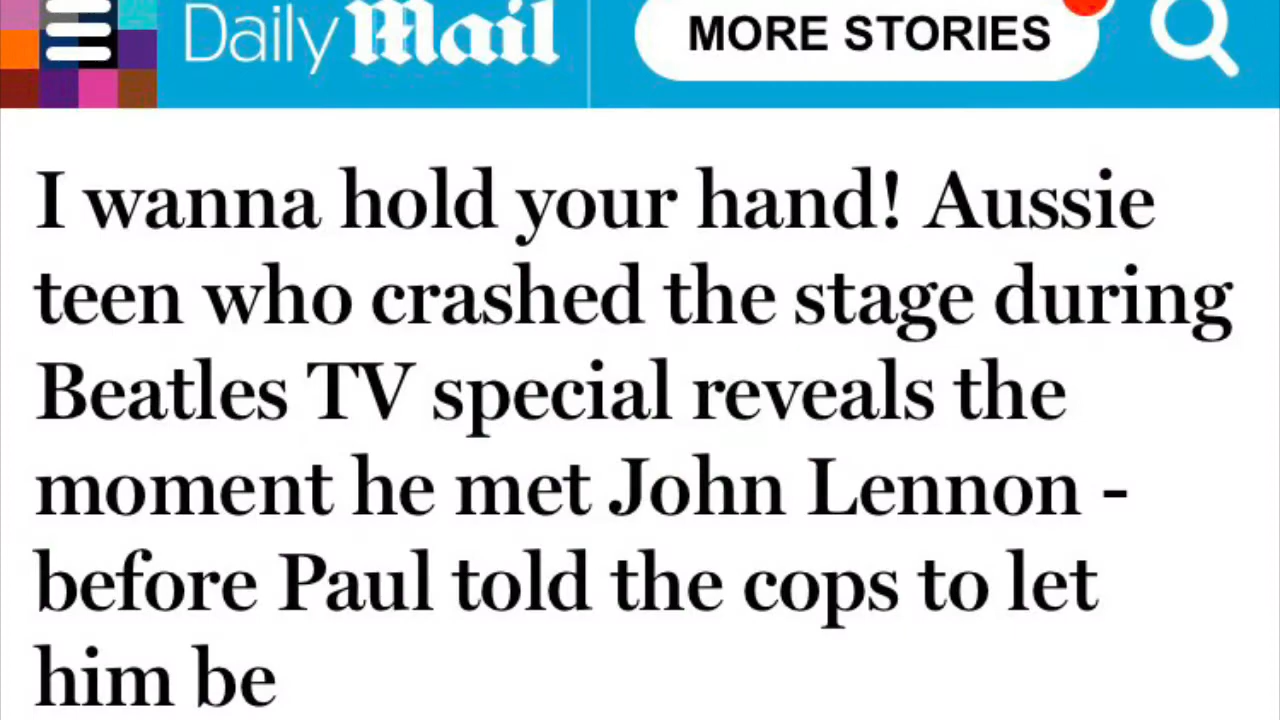 Daily Mail MORE STORIES
I wanna hold your hand! Aussie
teen who crashed the stage during
Beatles TV special reveals the
moment he met John Lennon -
before Paul told the cops to let
him be